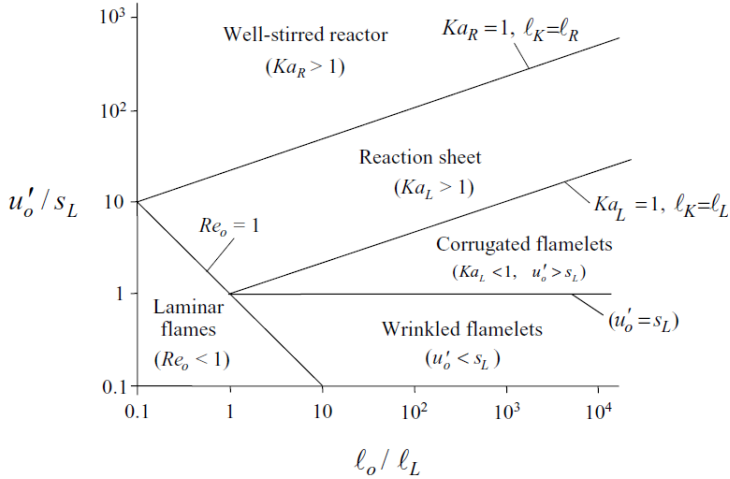 10³
Well-stirred reactor
(Ka_R > 1)
Ka_R = 1, ℓ_K=ℓ_R
10²
Reaction sheet
(Ka_L > 1)
u′_o / s_L
10
Re_o = 1
Ka_L = 1, ℓ_K=ℓ_L
Corrugated flamelets
(Ka_L < 1, u′_o > s_L)
1
Laminar
flames
(Re_o < 1)
Wrinkled flamelets
(u′_o < s_L)
(u′_o = s_L)
0.1
0.1 1 10 10² 10³ 10⁴
ℓ_o / ℓ_L